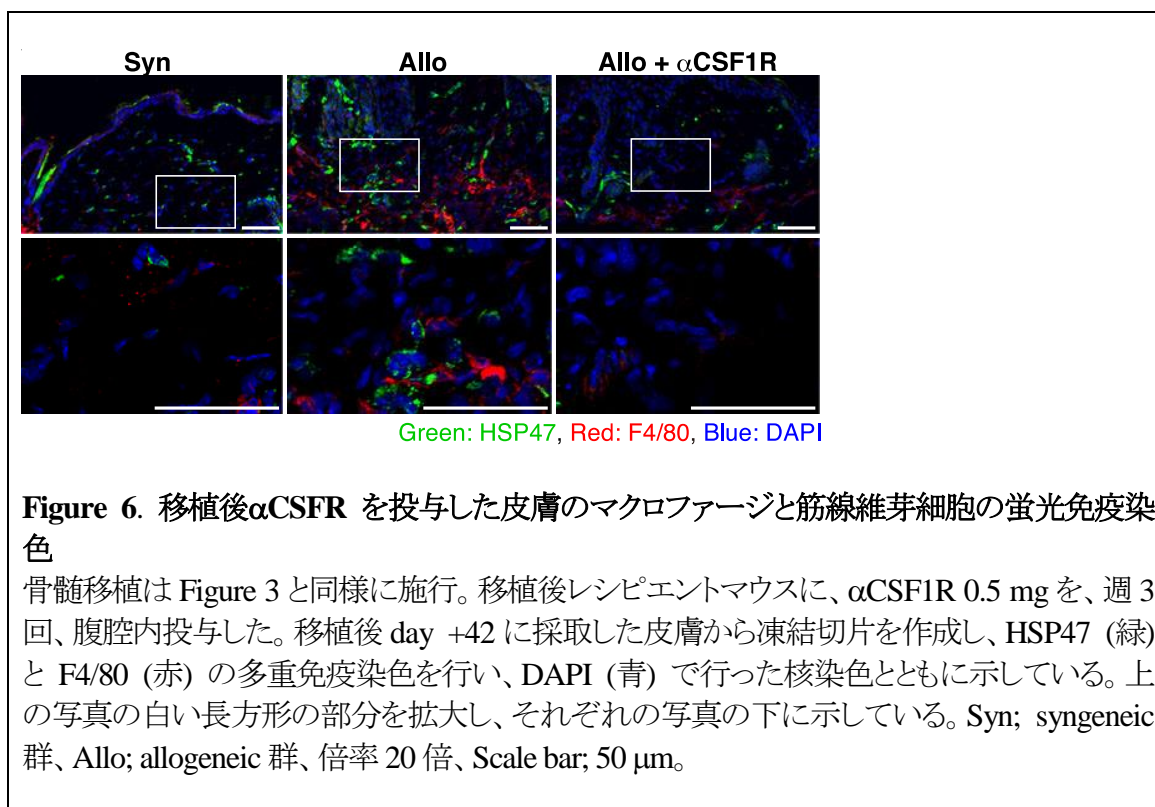 Syn Allo Allo + αCSF1R
Green: HSP47, Red: F4/80, Blue: DAPI
Figure 6. 移植後αCSFR を投与した皮膚のマクロファージと筋線維芽細胞の蛍光免疫染
色
骨髄移植は Figure 3 と同様に施行。移植後レシピエントマウスに、αCSF1R 0.5 mg を、週 3
回、腹腔内投与した。移植後 day +42 に採取した皮膚から凍結切片を作成し、HSP47 (緑)
と F4/80 (赤) の多重免疫染色を行い、DAPI (青) で行った核染色とともに示している。上
の写真の白い長方形の部分を拡大し、それぞれの写真の下に示している。Syn; syngeneic
群、Allo; allogeneic 群、倍率 20 倍、Scale bar; 50 μm。